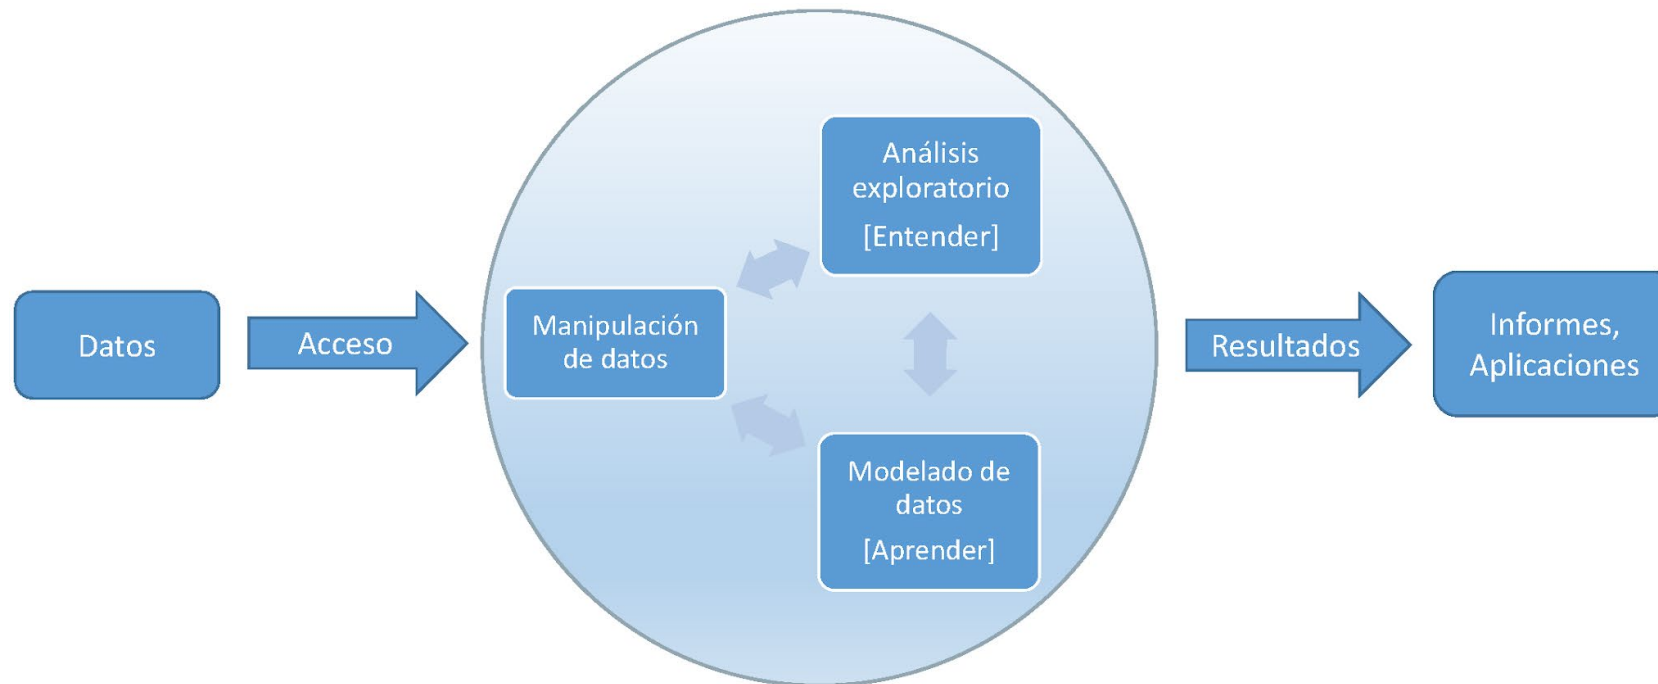 Datos
Acceso
Manipulación
de datos
Análisis
exploratorio
[Entender]
Modelado de
datos
[Aprender]
Resultados
Informes,
Aplicaciones